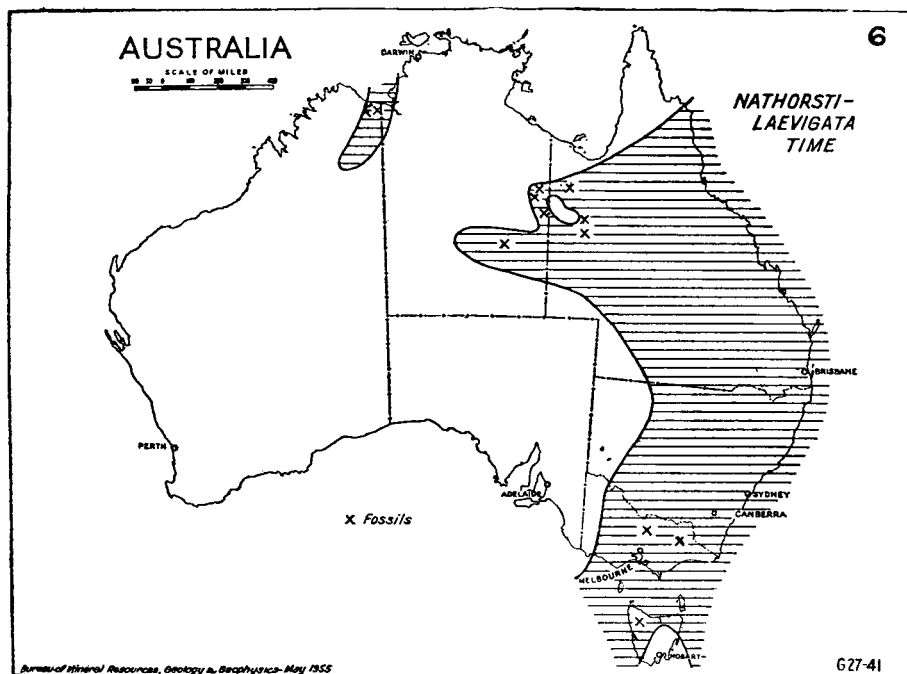 AUSTRALIA
SCALE OF MILES
6
DARWIN
NATHORSTI–
LAEVIGATA
TIME
BRISBANE
PERTH
ADELAIDE
SYDNEY
CANBERRA
X Fossils
MELBOURNE
HOBART
Bureau of Mineral Resources, Geology & Geophysics - May 1955
G27-41